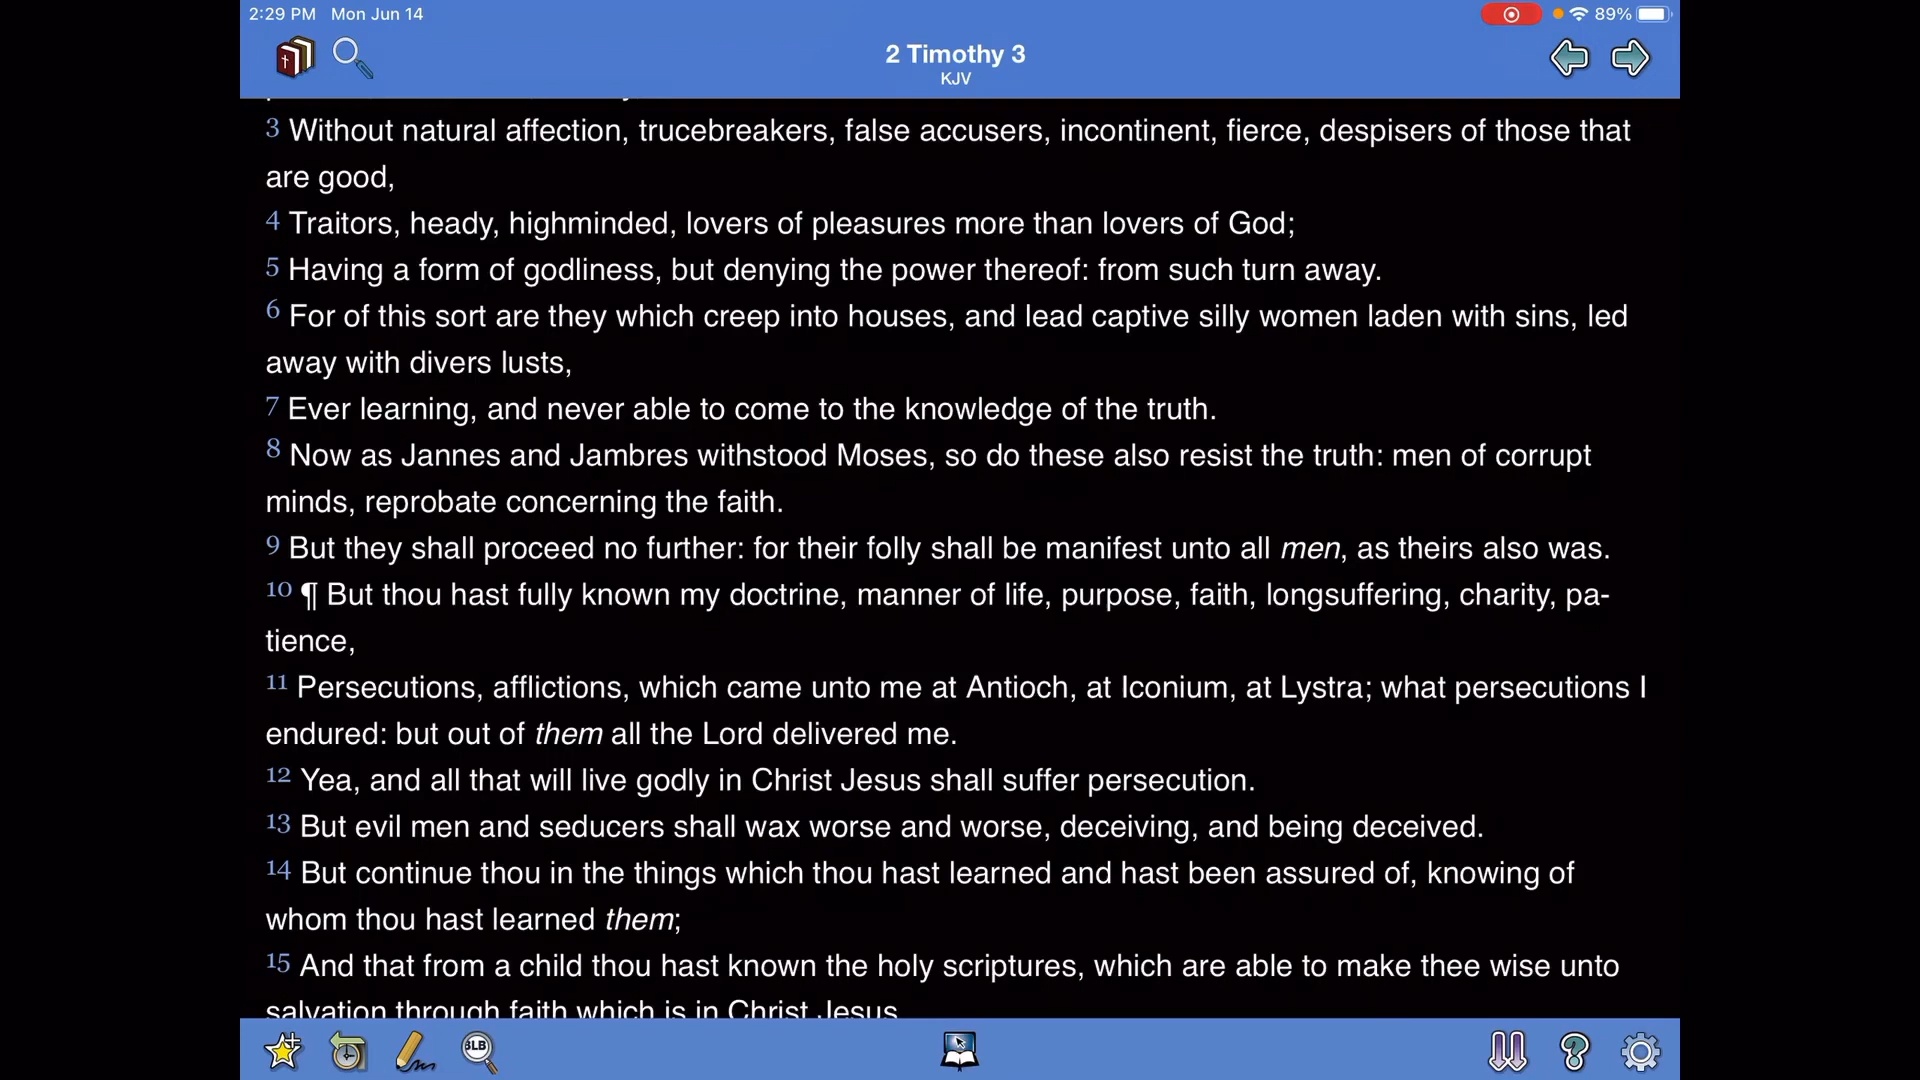 2:29 PM Mon Jun 14
89%
2 Timothy 3
KJV
3 Without natural affection, trucebreakers, false accusers, incontinent, fierce, despisers of those that
are good,
4 Traitors, heady, highminded, lovers of pleasures more than lovers of God;
5 Having a form of godliness, but denying the power thereof: from such turn away.
6 For of this sort are they which creep into houses, and lead captive silly women laden with sins, led
away with divers lusts,
7 Ever learning, and never able to come to the knowledge of the truth.
8 Now as Jannes and Jambres withstood Moses, so do these also resist the truth: men of corrupt
minds, reprobate concerning the faith.
9 But they shall proceed no further: for their folly shall be manifest unto all men, as theirs also was.
10 ¶ But thou hast fully known my doctrine, manner of life, purpose, faith, longsuffering, charity, pa-
tience,
11 Persecutions, afflictions, which came unto me at Antioch, at Iconium, at Lystra; what persecutions I
endured: but out of them all the Lord delivered me.
12 Yea, and all that will live godly in Christ Jesus shall suffer persecution.
13 But evil men and seducers shall wax worse and worse, deceiving, and being deceived.
14 But continue thou in the things which thou hast learned and hast been assured of, knowing of
whom thou hast learned them;
15 And that from a child thou hast known the holy scriptures, which are able to make thee wise unto
salvation through faith which is in Christ Jesus
BLB